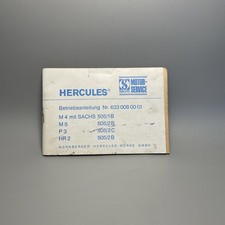 HERCULES®
MOTOR-
SERVICE
Betriebsanleitung Nr. 633 006 00 01
M 4 mit SACHS 505/1B
M 5 505/2B
P 3 505/2C
HR 2 505/2B
NÜRNBERGER HERCULES-WERKE GMBH